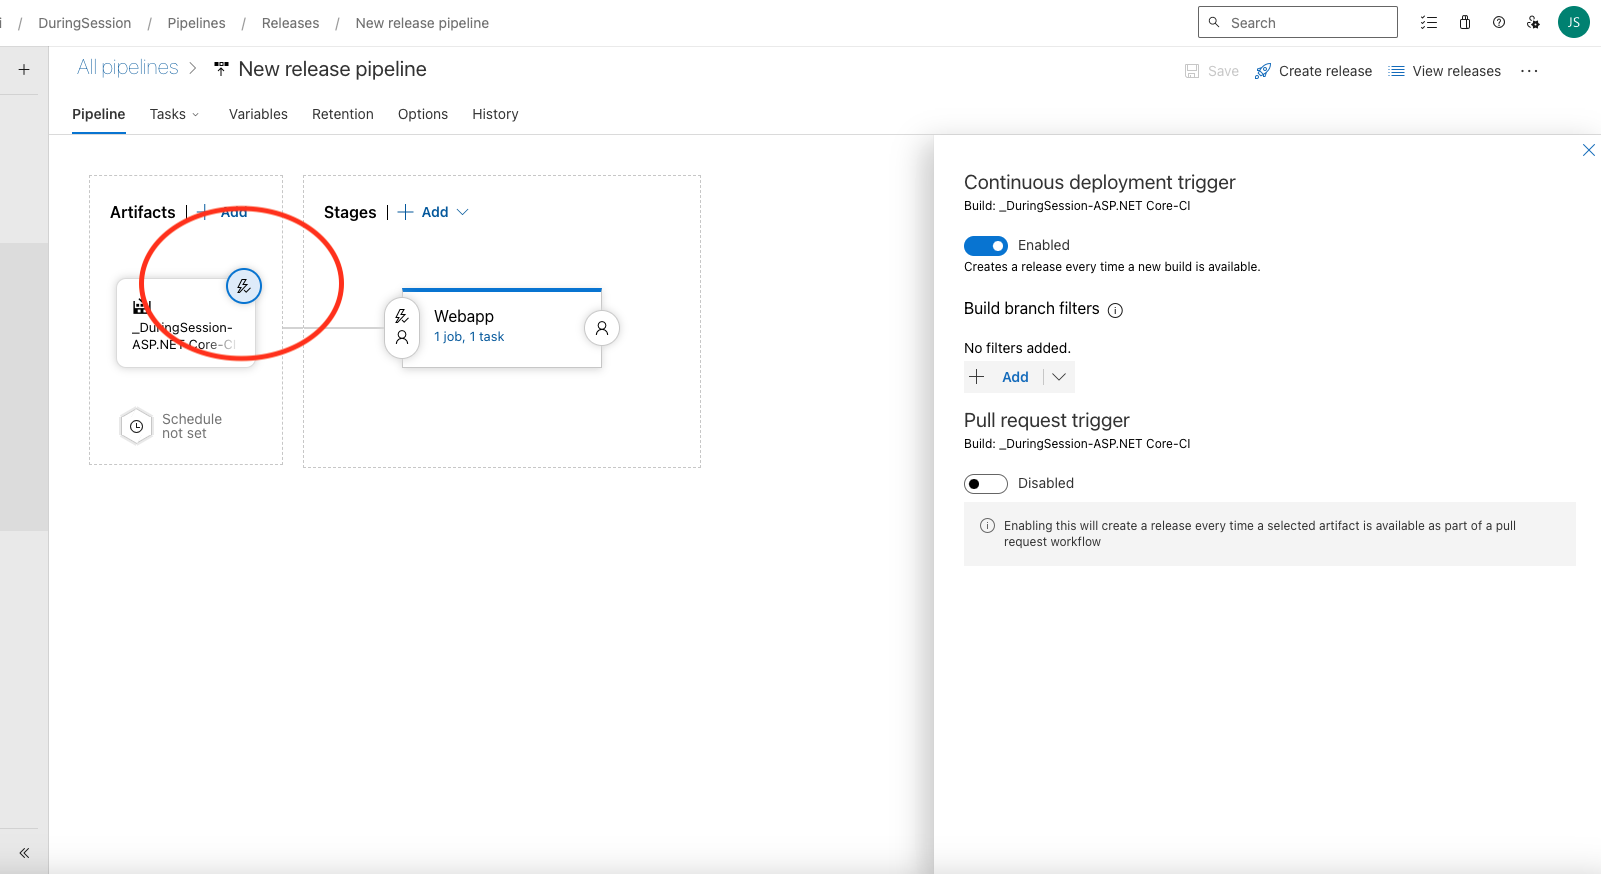 i / DuringSession / Pipelines / Releases / New release pipeline
Search
JS
All pipelines > New release pipeline
Save
Create release
View releases
Pipeline
Tasks
Variables
Retention
Options
History
Artifacts | + Add
Stages | + Add
_DuringSession-
ASP.NET Core-CI
Webapp
1 job, 1 task
Schedule
not set
Continuous deployment trigger
Build: _DuringSession-ASP.NET Core-CI
Enabled
Creates a release every time a new build is available.
Build branch filters
No filters added.
+ Add
Pull request trigger
Build: _DuringSession-ASP.NET Core-CI
Disabled
Enabling this will create a release every time a selected artifact is available as part of a pull
request workflow